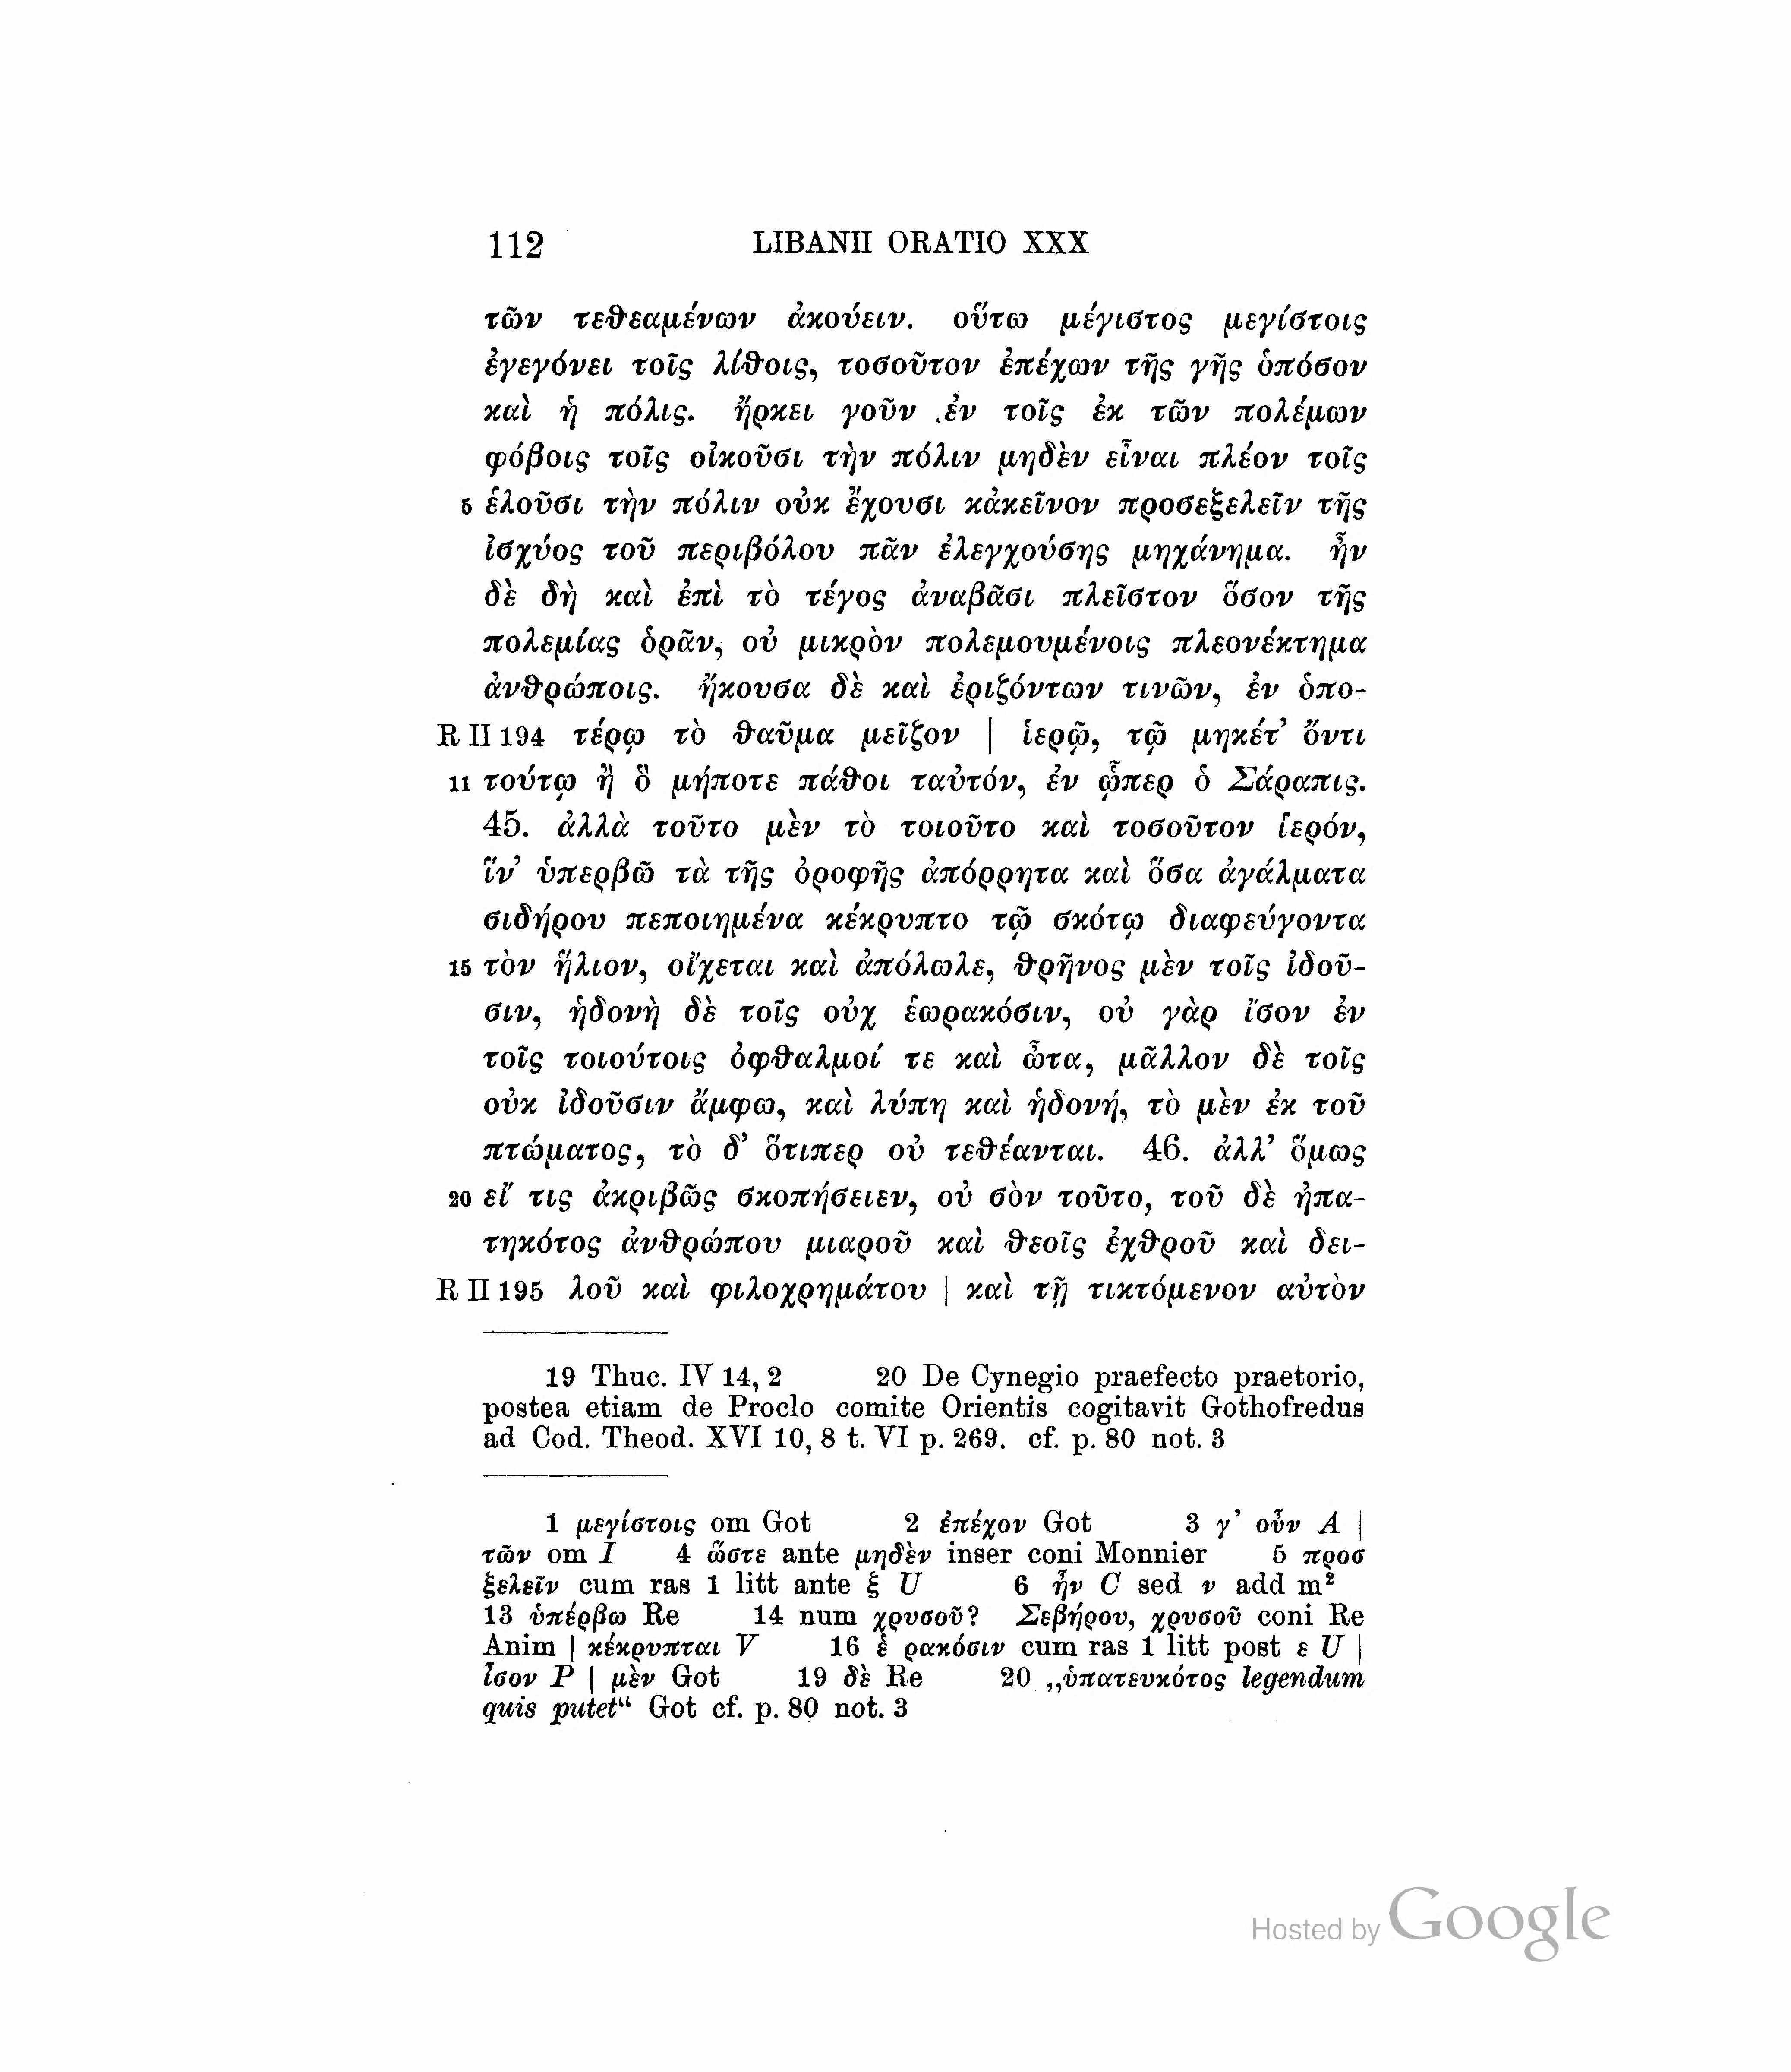 112 LIBANII ORATIO XXX
τῶν τεθεαμένων ἀκούειν. οὕτω μέγιστος μεγίστοις
ἐγεγόνει τοῖς λίθοις, τοσοῦτον ἐπέχων τῆς γῆς ὁπόσον
καὶ ἡ πόλις. ἤρκει γοῦν ἐν τοῖς ἐκ τῶν πολέμων
φόβοις τοῖς οἰκοῦσι τὴν πόλιν μηδὲν εἶναι πλέον τοῖς
5 ἑλοῦσι τὴν πόλιν οὐκ ἔχουσι κἀκεῖνον προσεξελεῖν τῆς
ἰσχύος τοῦ περιβόλου πᾶν ἐλεγχούσης μηχάνημα. ἦν
δὲ δὴ καὶ ἐπὶ τὸ τέγος ἀναβᾶσι πλεῖστον ὅσον τῆς
πολεμίας ὁρᾶν, οὐ μικρὸν πολεμουμένοις πλεονέκτημα
ἀνθρώποις. ἤκουσα δὲ καὶ ἐριζόντων τινῶν, ἐν ὁπο-
R II 194 τέρῳ τὸ θαῦμα μεῖζον | ἱερῷ, τῷ μηκέτ’ ὄντι
11 τούτῳ ἢ ὃ μήποτε πάθοι ταὐτόν, ἐν ᾧπερ ὁ Σάραπις.
45. ἀλλὰ τοῦτο μὲν τὸ τοιοῦτο καὶ τοσοῦτον ἱερόν,
ἵν’ ὑπερβῶ τὰ τῆς ὀροφῆς ἀπόρρητα καὶ ὅσα ἀγάλματα
σιδήρου πεποιημένα κέκρυπτο τῷ σκότῳ διαφεύγοντα
15 τὸν ἥλιον, οἴχεται καὶ ἀπόλωλε, θρῆνος μὲν τοῖς ἰδοῦ-
σιν, ἡδονὴ δὲ τοῖς οὐχ ἑωρακόσιν, οὐ γὰρ ἴσον ἐν
τοῖς τοιούτοις ὀφθαλμοί τε καὶ ὦτα, μᾶλλον δὲ τοῖς
οὐκ ἰδοῦσιν ἄμφω, καὶ λύπη καὶ ἡδονή, τὸ μὲν ἐκ τοῦ
πτώματος, τὸ δ’ ὅτιπερ οὐ τεθέανται. 46. ἀλλ’ ὅμως
20 εἴ τις ἀκριβῶς σκοπήσειεν, οὐ σὸν τοῦτο, τοῦ δὲ ἠπα-
τηκότος ἀνθρώπου μιαροῦ καὶ θεοῖς ἐχθροῦ καὶ δει-
R II 195 λοῦ καὶ φιλοχρημάτου | καὶ τῇ τικτόμενον αὐτὸν
19 Thuc. IV 14, 2 20 De Cynegio praefecto praetorio,
postea etiam de Proclo comite Orientis cogitavit Gothofredus
ad Cod. Theod. XVI 10, 8 t. VI p. 269. cf. p. 80 not. 3
1 μεγίστοις om Got 2 ἐπέχον Got 3 γ’ οὖν A |
τῶν om I 4 ὥστε ante μηδὲν inser coni Monnier 5 προσ
ξελεῖν cum ras 1 litt ante ξ U 6 ἦν C sed ν add m²
13 ὑπέρβω Re 14 num χρυσοῦ? Σεβήρου, χρυσοῦ coni Re
Anim | κέκρυπται V 16 ἑ ρακόσιν cum ras 1 litt post ε U |
ἶσον P | μὲν Got 19 δὲ Re 20 „ὑπατευκότος legendum
quis putet“ Got cf. p. 80 not. 3
Hosted by Google